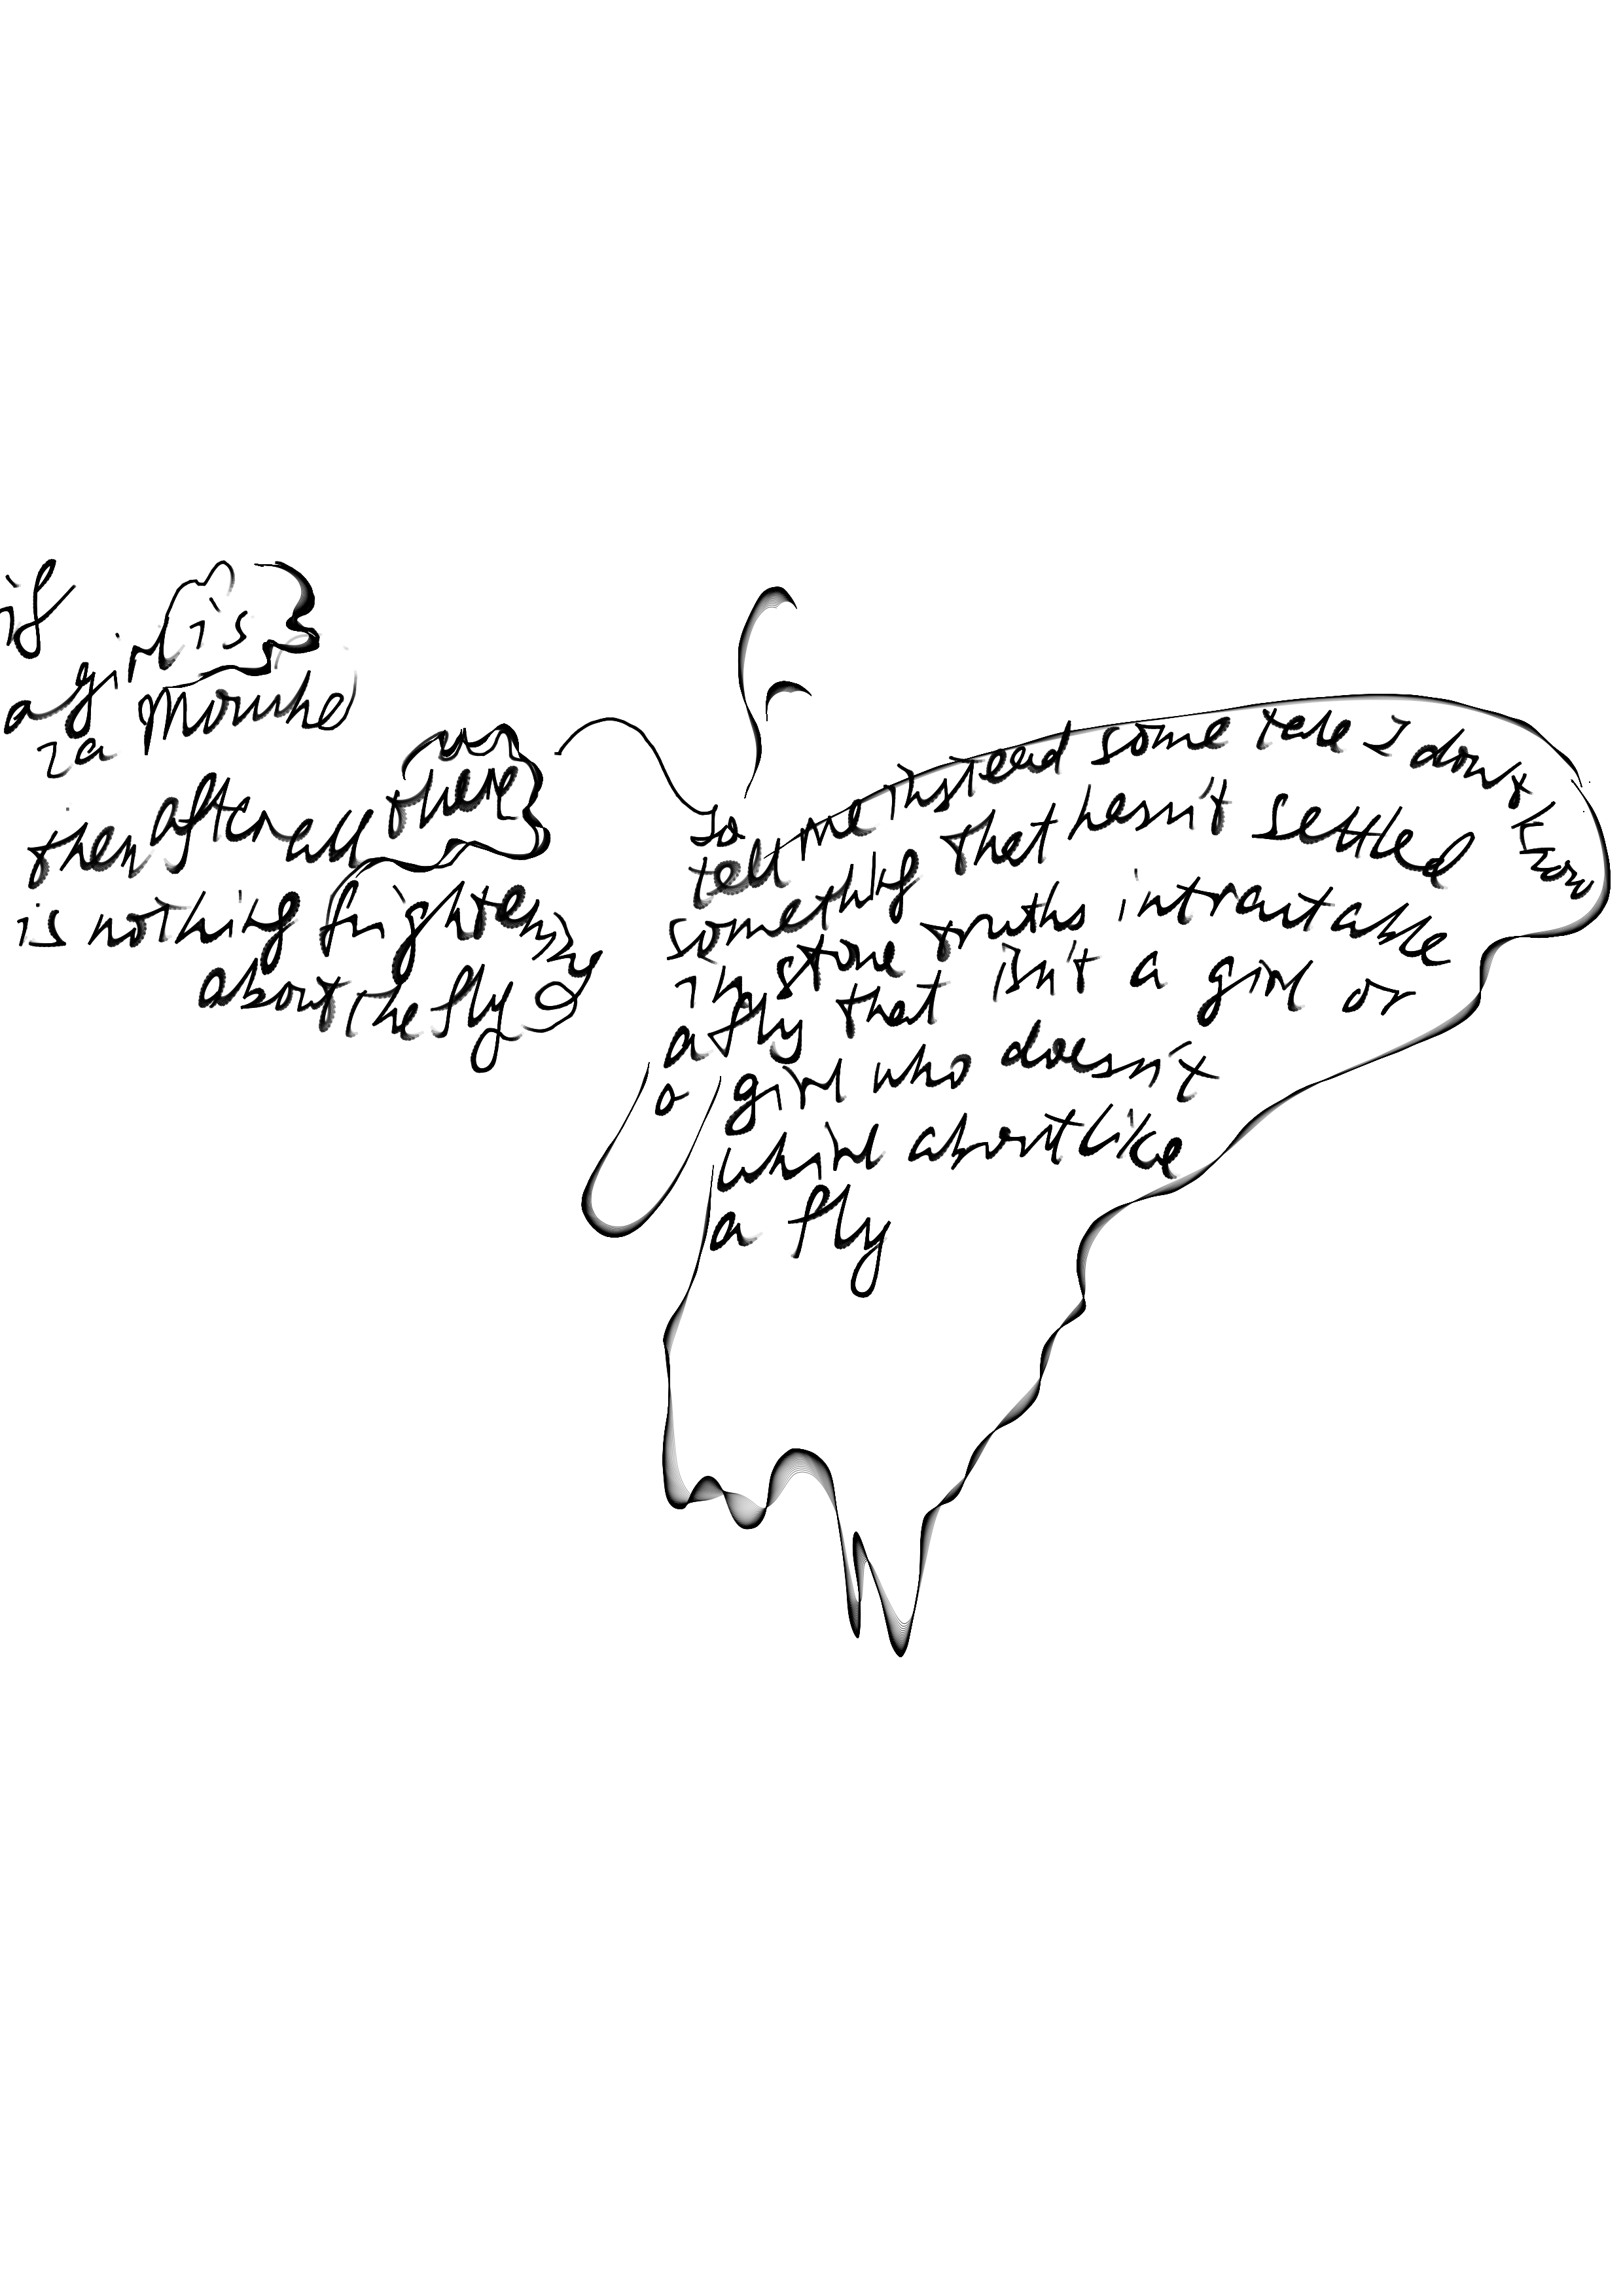 if
a girl is
a
then after all there
is nothing frightening
about the fly
so
tell me instead some tale I don't know
something that hasn't settled
in stone truths intractable
a fly that isn't a girl or
a girl who doesn't
whirl about like
a fly